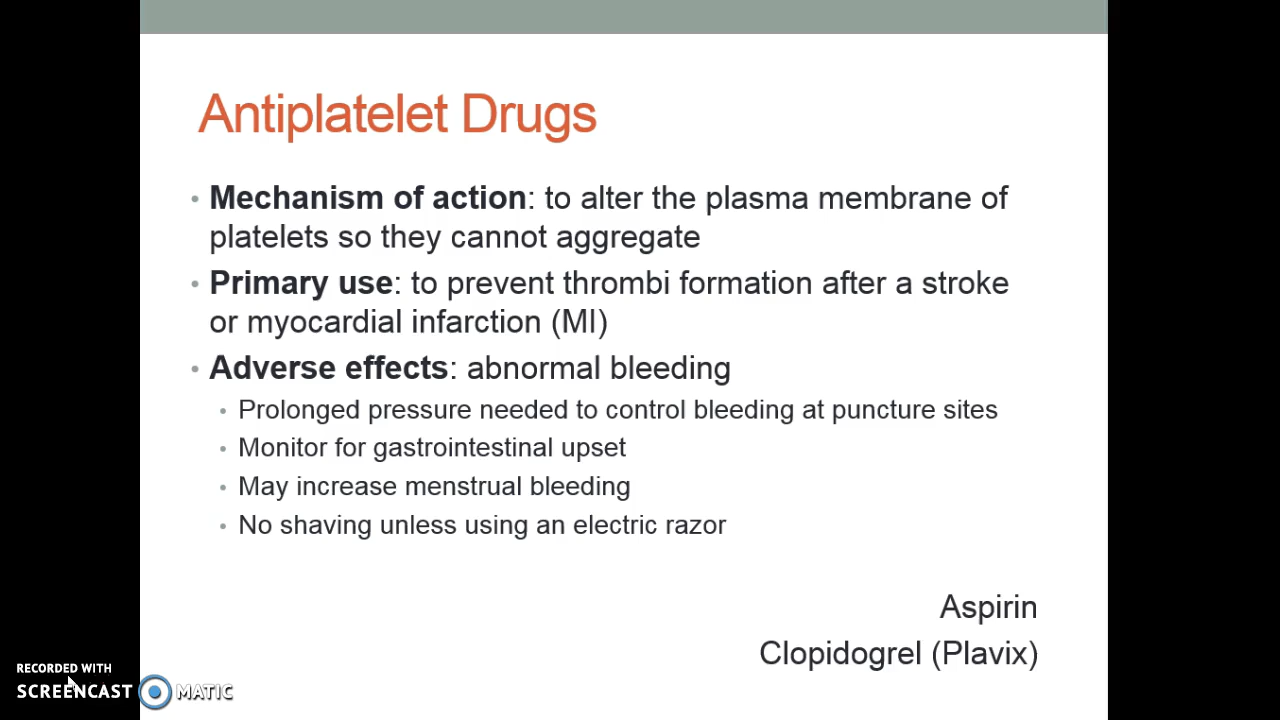 Antiplatelet Drugs
• Mechanism of action: to alter the plasma membrane of
platelets so they cannot aggregate
• Primary use: to prevent thrombi formation after a stroke
or myocardial infarction (MI)
• Adverse effects: abnormal bleeding
• Prolonged pressure needed to control bleeding at puncture sites
• Monitor for gastrointestinal upset
• May increase menstrual bleeding
• No shaving unless using an electric razor
Aspirin
Clopidogrel (Plavix)
RECORDED WITH
SCREENCAST MATIC